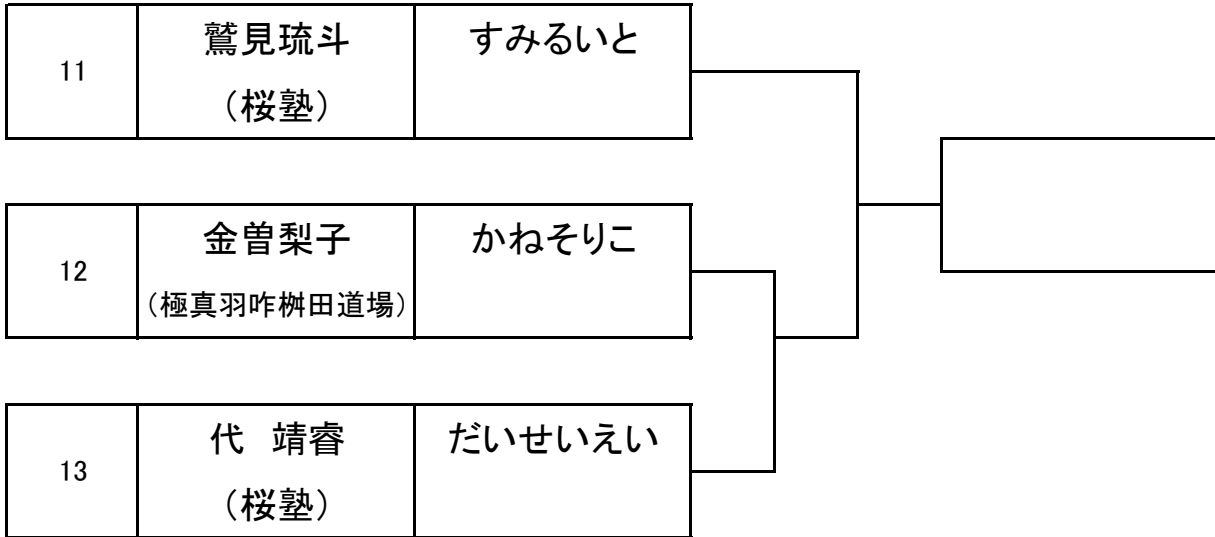 11
鷲見琉斗
（桜塾）
すみるいと
12
金曽梨子
（極真羽咋桝田道場）
かねそりこ
13
代　靖睿
（桜塾）
だいせいえい